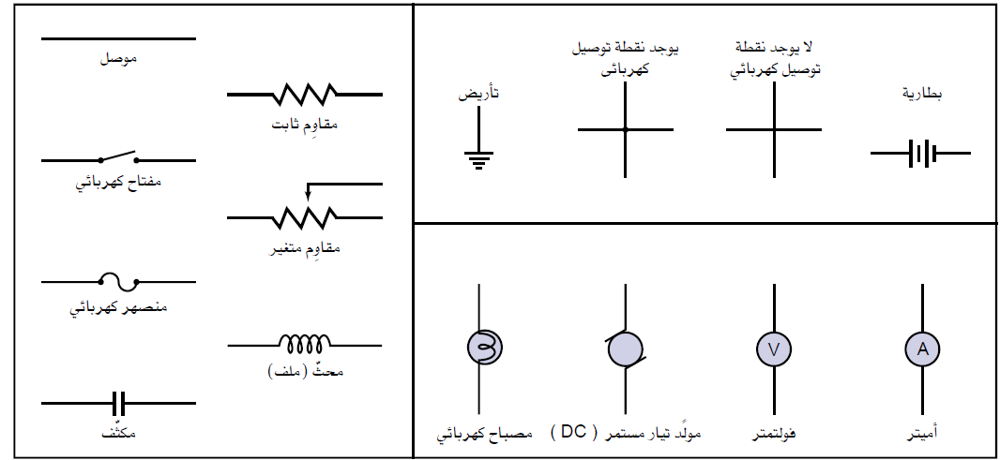 موصل
مقاوِم ثابت
مفتاح كهربائي
مقاوِم متغير
منصهر كهربائي
محثّ (ملف)
مكثّف
لا يوجد نقطة
توصيل كهربائي
يوجد نقطة توصيل
كهربائى
تأريض
بطارية
V
A
مصباح كهربائي
مولًد تيار مستمر ( DC )
فولتمتر
أميتر